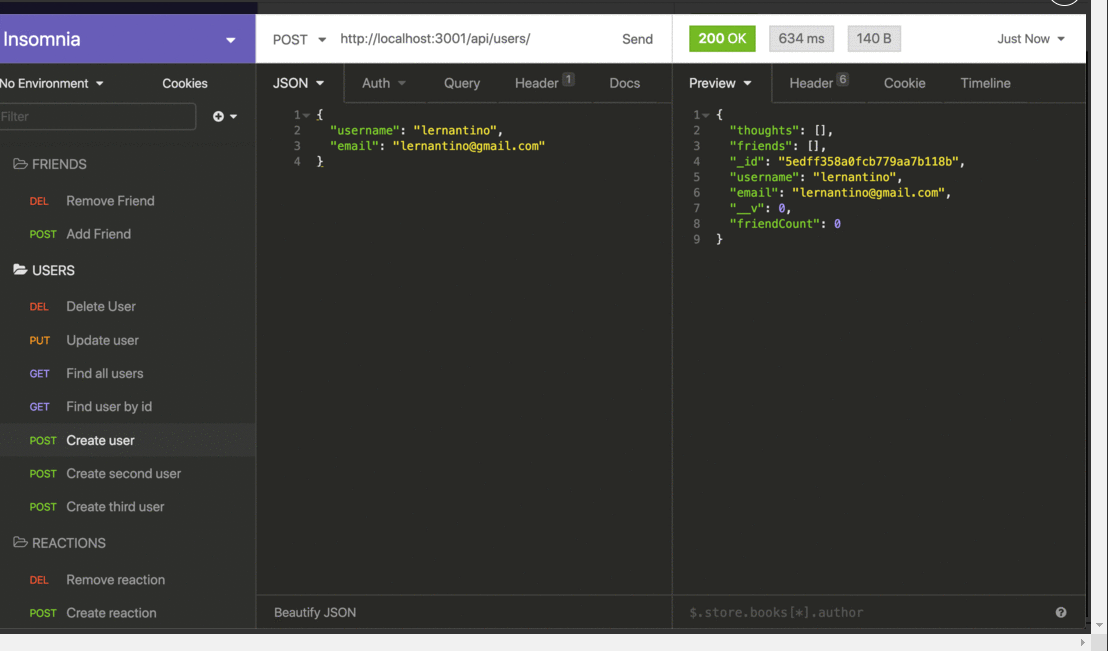 Insomnia
POST http://localhost:3001/api/users/ Send
200 OK 634 ms 140 B Just Now
No Environment Cookies
JSON Auth Query Header 1 Docs
Preview Header 6 Cookie Timeline
Filter
FRIENDS
DEL Remove Friend
POST Add Friend
USERS
DEL Delete User
PUT Update user
GET Find all users
GET Find user by id
POST Create user
POST Create second user
POST Create third user
REACTIONS
DEL Remove reaction
POST Create reaction
1 {
2 "username": "lernantino",
3 "email": "lernantino@gmail.com"
4 }
Beautify JSON
1 {
2 "thoughts": [],
3 "friends": [],
4 "_id": "5edff358a0fcb779aa7b118b",
5 "username": "lernantino",
6 "email": "lernantino@gmail.com",
7 "__v": 0,
8 "friendCount": 0
9 }
$.store.books[*].author